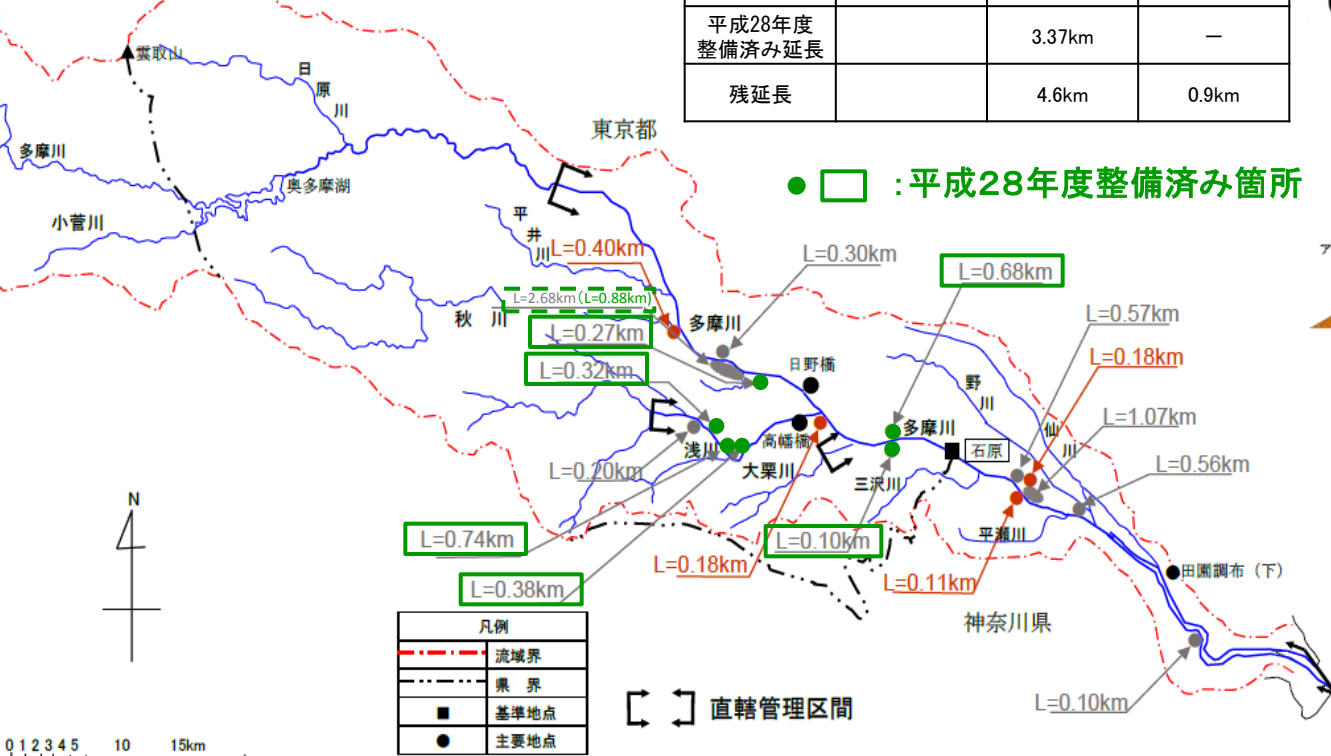 平成28年度
整備済み延長
3.37km
－
残延長
4.6km
0.9km
●□：平成28年度整備済み箇所
雲取山
日原川
多摩川
小菅川
奥多摩湖
東京都
平井川
L=0.40km
L=0.30km
L=0.68km
L=2.68km（L=0.88km）
秋 川
多摩川
L=0.57km
L=0.27km
日野橋
L=0.18km
L=0.32km
野川
仙川
L=1.07km
浅川
高幡橋
多摩川
石原
L=0.20km
大栗川
三沢川
L=0.56km
L=0.74km
L=0.10km
平瀬川
L=0.18km
L=0.38km
L=0.11km
田園調布（下）
神奈川県
L=0.10km
N
凡例
流域界
県 界
基準地点
主要地点
直轄管理区間
0 1 2 3 4 5 10 15km
ア